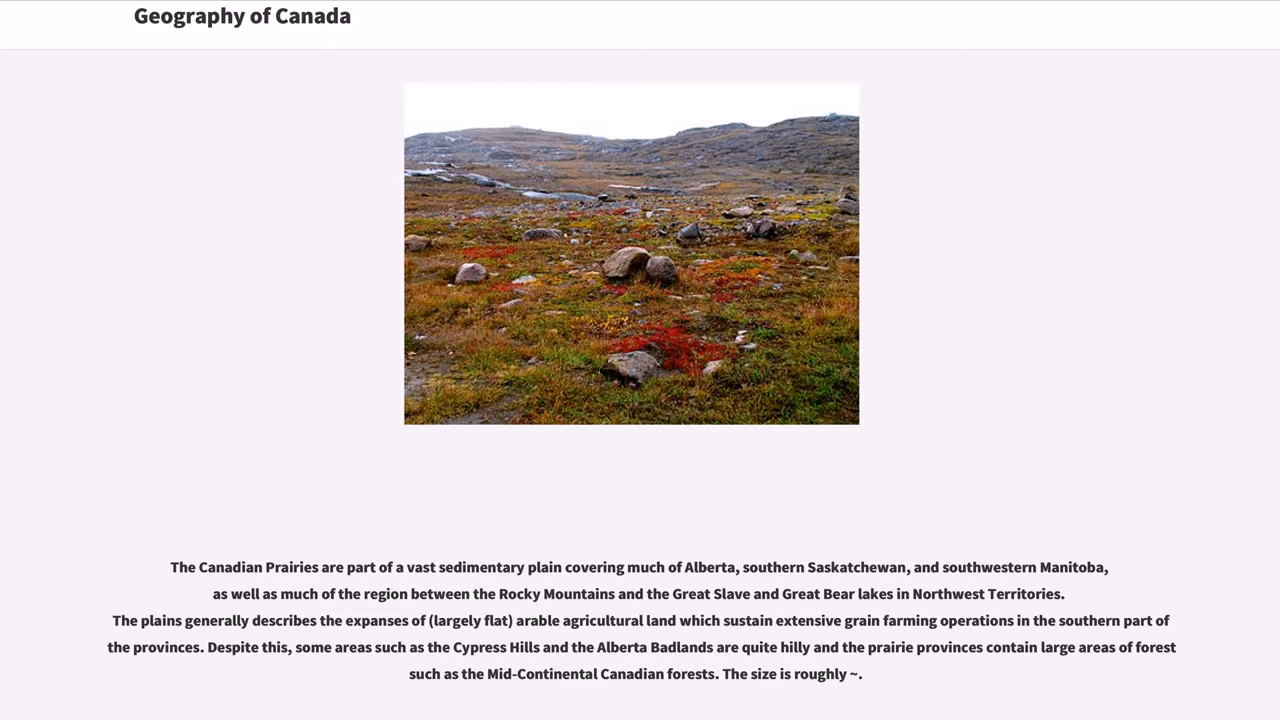 Geography of Canada
The Canadian Prairies are part of a vast sedimentary plain covering much of Alberta, southern Saskatchewan, and southwestern Manitoba,
as well as much of the region between the Rocky Mountains and the Great Slave and Great Bear lakes in Northwest Territories.
The plains generally describes the expanses of (largely flat) arable agricultural land which sustain extensive grain farming operations in the southern part of
the provinces. Despite this, some areas such as the Cypress Hills and the Alberta Badlands are quite hilly and the prairie provinces contain large areas of forest
such as the Mid-Continental Canadian forests. The size is roughly ~.